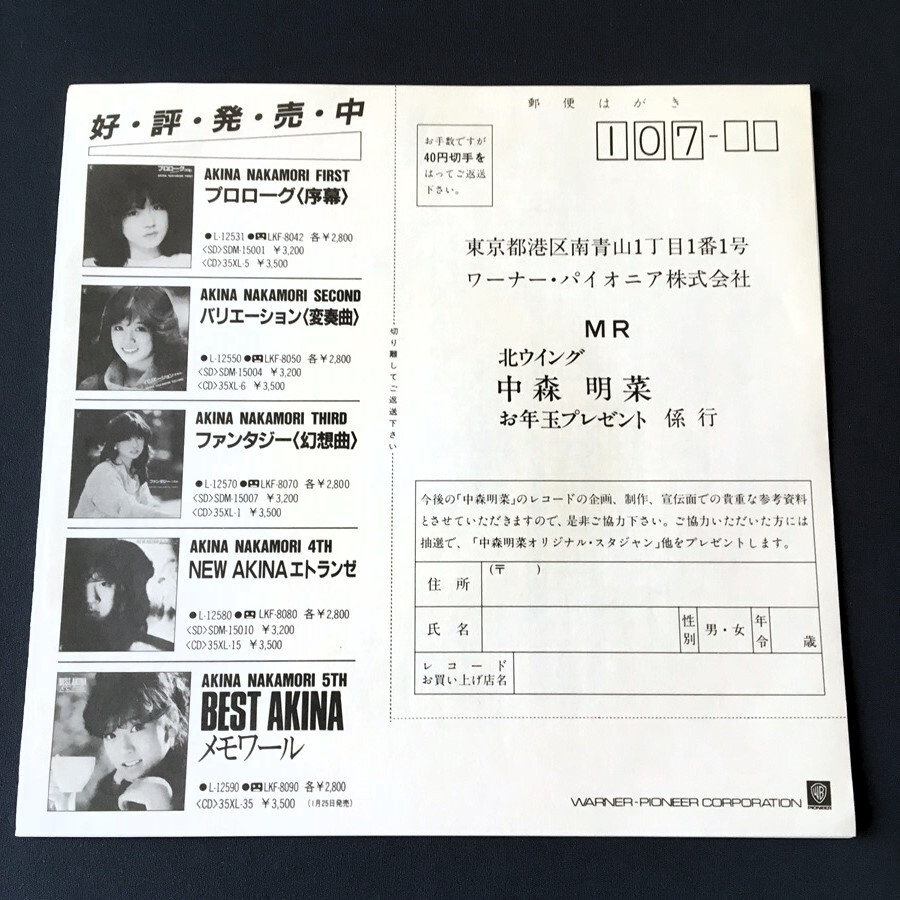 好・評・発・売・中
AKINA NAKAMORI FIRST
プロローグ〈序幕〉
●L-12531 ●LKF-8042 各¥2,800
<SD>SDM-15001 ¥3,200
<CD>35XL-5 ¥3,500
AKINA NAKAMORI SECOND
バリエーション〈変奏曲〉
●L-12550 ●LKF-8050 各¥2,800
<SD>SDM-15004 ¥3,200
<CD>35XL-6 ¥3,500
AKINA NAKAMORI THIRD
ファンタジー〈幻想曲〉
●L-12570 ●LKF-8070 各¥2,800
<SD>SDM-15007 ¥3,200
<CD>35XL-1 ¥3,500
AKINA NAKAMORI 4TH
NEW AKINAエトランゼ
●L-12580 ●LKF-8080 各¥2,800
<SD>SDM-15010 ¥3,200
<CD>35XL-15 ¥3,500
AKINA NAKAMORI 5TH
BEST AKINA
メモワール
●L-12590 ●LKF-8090 各¥2,800
<CD>35XL-35 ¥3,500 (1月25日発売)
切り離してご返送下さい
郵便はがき
お手数ですが
40円切手を
はってご返送
下さい。
107-
東京都港区南青山1丁目1番1号
ワーナー・パイオニア株式会社
MR
北ウイング
中森 明菜
お年玉プレゼント 係 行
今後の「中森明菜」のレコードの企画、制作、宣伝面での貴重な参考資料
とさせていただきますので、是非ご協力下さい。ご協力いただいた方には
抽選で、「中森明菜オリジナル・スタジャン」他をプレゼントします。
住所 (〒 )
氏名 性別 男・女 年令 歳
レコード
お買い上げ店名
WARNER-PIONEER CORPORATION
PIONEER